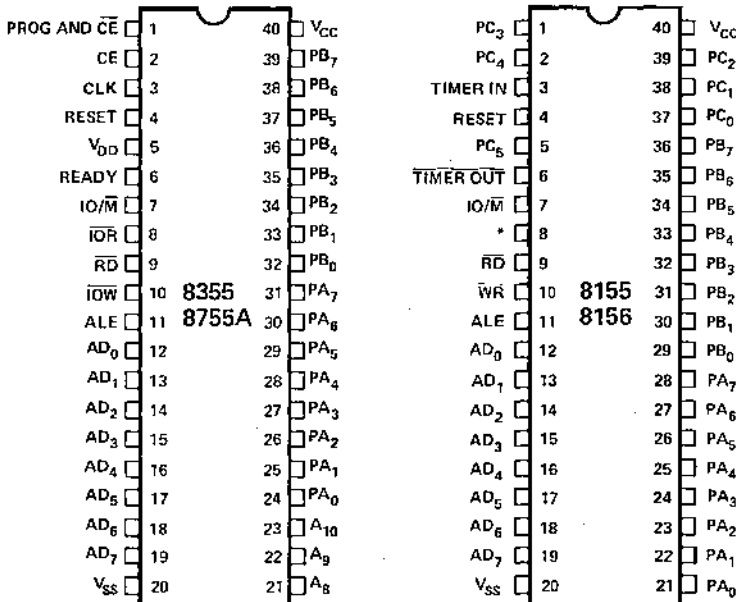 PROG AND C̅E̅ 1 40 VCC
CE 2 39 PB7
CLK 3 38 PB6
RESET 4 37 PB5
VDD 5 36 PB4
READY 6 35 PB3
IO/M̅ 7 34 PB2
I̅O̅R̅ 8 33 PB1
R̅D̅ 9 32 PB0
I̅O̅W̅ 10 8355 31 PA7
ALE 11 8755A 30 PA6
AD0 12 29 PA5
AD1 13 28 PA4
AD2 14 27 PA3
AD3 15 26 PA2
AD4 16 25 PA1
AD5 17 24 PA0
AD6 18 23 A10
AD7 19 22 A9
VSS 20 21 A8
PC3 1 40 VCC
PC4 2 39 PC2
TIMER IN 3 38 PC1
RESET 4 37 PC0
PC5 5 36 PB7
T̅I̅M̅E̅R̅ O̅U̅T̅ 6 35 PB6
IO/M̅ 7 34 PB5
* 8 33 PB4
R̅D̅ 9 32 PB3
W̅R̅ 10 8155 31 PB2
ALE 11 8156 30 PB1
AD0 12 29 PB0
AD1 13 28 PA7
AD2 14 27 PA6
AD3 15 26 PA5
AD4 16 25 PA4
AD5 17 24 PA3
AD6 18 23 PA2
AD7 19 22 PA1
VSS 20 21 PA0